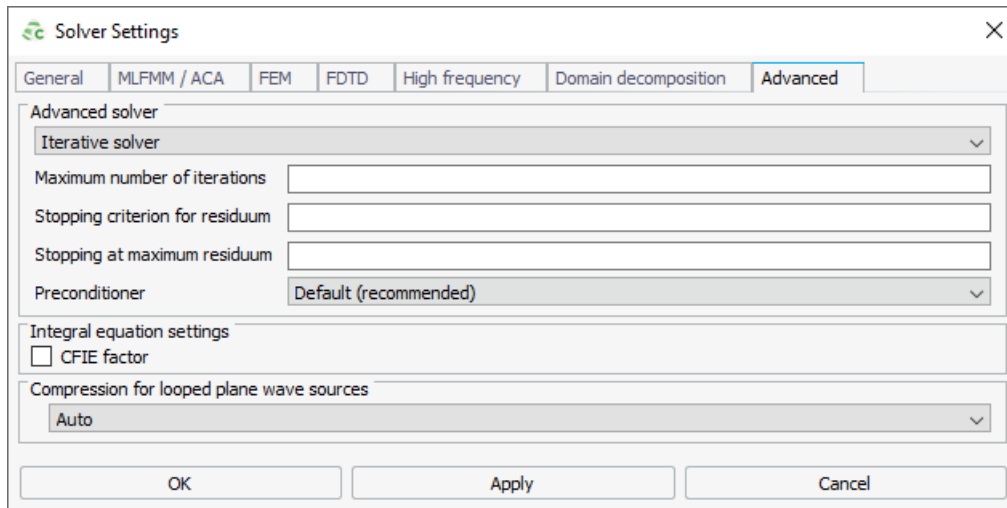 Solver Settings
General MLFMM / ACA FEM FDTD High frequency Domain decomposition Advanced
Advanced solver
Iterative solver
Maximum number of iterations
Stopping criterion for residuum
Stopping at maximum residuum
Preconditioner Default (recommended)
Integral equation settings
CFIE factor
Compression for looped plane wave sources
Auto
OK Apply Cancel